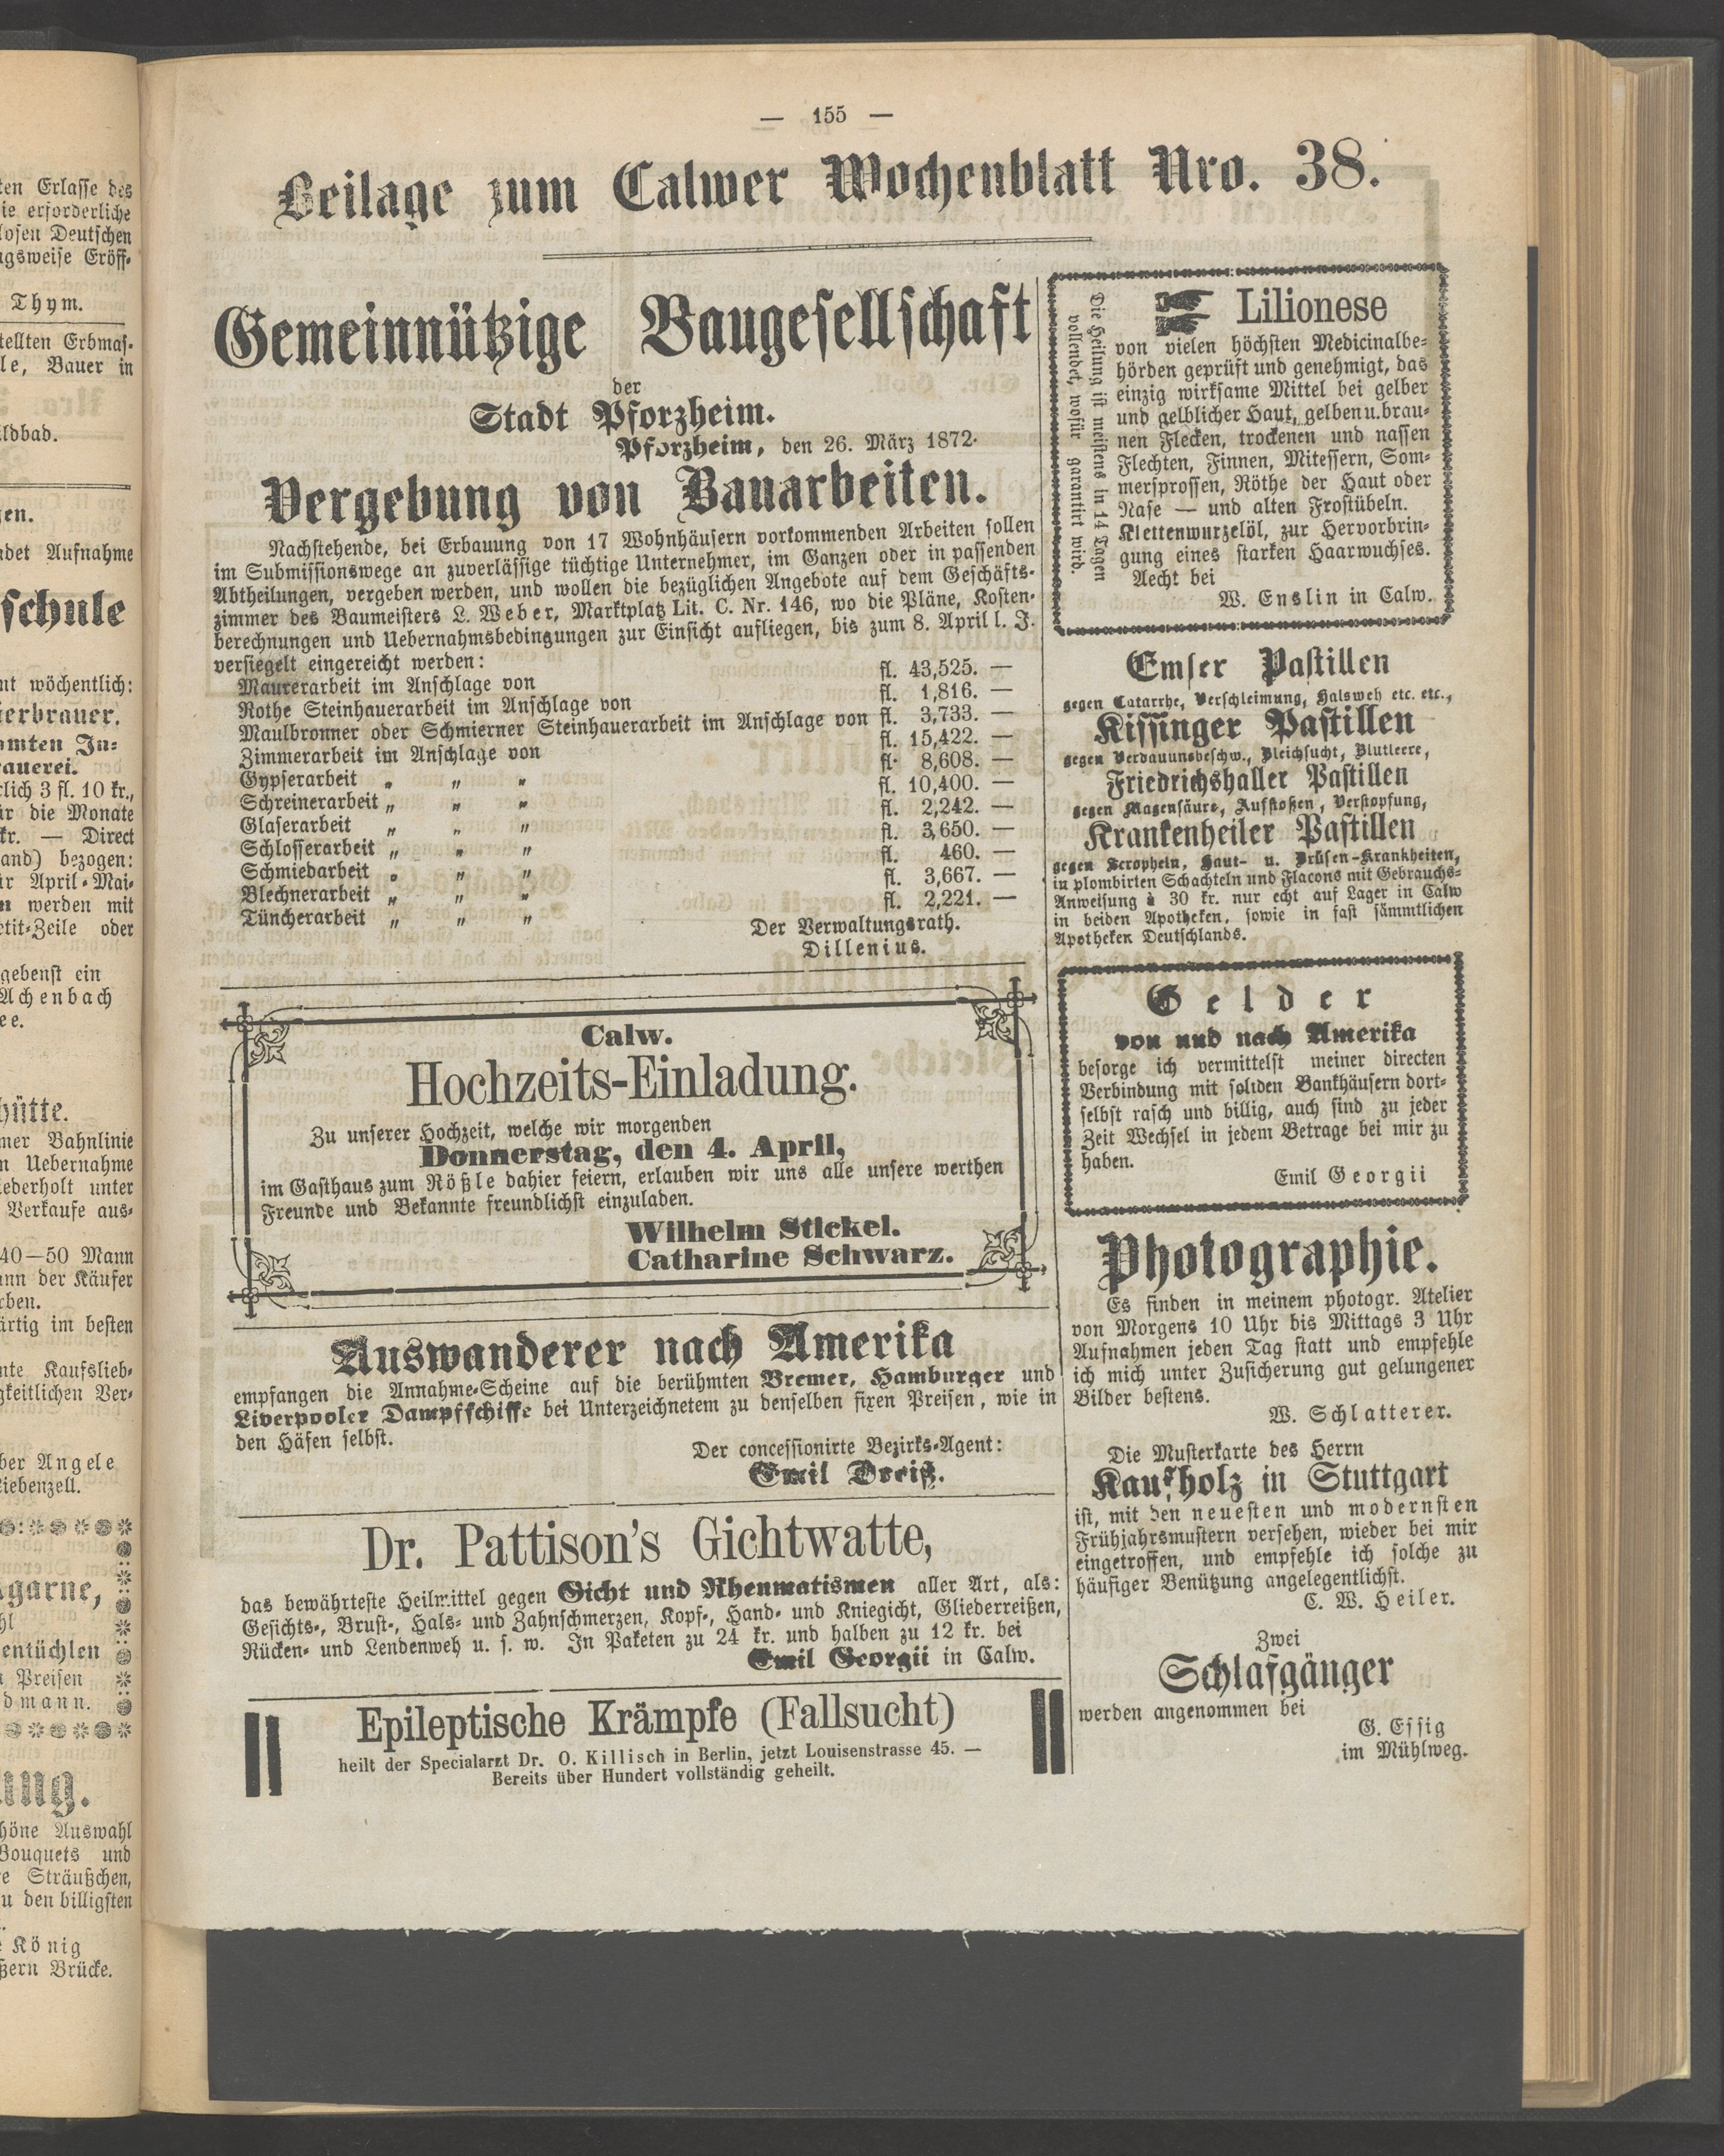 — 155 —
Beilage zum Calwer Wochenblatt Nro. 38.
Gemeinnützige Baugesellschaft
der
Stadt Pforzheim.
Pforzheim, den 26. März 1872.
Vergebung von Bauarbeiten.
Nachstehende, bei Erbauung von 17 Wohnhäusern vorkommenden Arbeiten sollen
im Submissionswege an zuverlässige tüchtige Unternehmer, im Ganzen oder in passenden
Abtheilungen, vergeben werden, und wollen die bezüglichen Angebote auf dem Geschäfts-
zimmer des Baumeisters L. Weber, Marktplatz Lit. C. Nr. 146, wo die Pläne, Kosten-
berechnungen und Uebernahmsbedingungen zur Einsicht aufliegen, bis zum 8. April l. J.
versiegelt eingereicht werden:
Maurerarbeit im Anschlage von fl. 43,525. —
Rothe Steinhauerarbeit im Anschlage von fl. 1,816. —
Maulbronner oder Schmierner Steinhauerarbeit im Anschlage von fl. 3,733. —
Zimmerarbeit im Anschlage von fl. 15,422. —
Gypserarbeit „ „ „ fl. 8,608. —
Schreinerarbeit „ „ „ fl. 10,400. —
Glaserarbeit „ „ „ fl. 2,242. —
Schlosserarbeit „ „ „ fl. 3,650. —
Schmiedarbeit „ „ „ fl. 460. —
Blechnerarbeit „ „ „ fl. 3,667. —
Tüncherarbeit „ „ „ fl. 2,221. —
Der Verwaltungsrath.
Dillenius.
Calw.
Hochzeits-Einladung.
Zu unserer Hochzeit, welche wir morgenden
Donnerstag, den 4. April,
im Gasthaus zum Rößle dahier feiern, erlauben wir uns alle unsere werthen
Freunde und Bekannte freundlichst einzuladen.
Wilhelm Stickel.
Catharine Schwarz.
Auswanderer nach Amerika
empfangen die Annahme-Scheine auf die berühmten Bremer, Hamburger und
Liverpooler Dampfschiffe bei Unterzeichnetem zu denselben fixen Preisen, wie in
den Häfen selbst.
Der concessionirte Bezirks-Agent:
Emil Dreiß.
Dr. Pattison's Gichtwatte,
das bewährteste Heilmittel gegen Gicht und Rheumatismen aller Art, als:
Gesichts-, Brust-, Hals- und Zahnschmerzen, Kopf-, Hand- und Kniegicht, Gliederreißen,
Rücken- und Lendenweh u. s. w. In Paketen zu 24 kr. und halben zu 12 kr. bei
Emil Georgii in Calw.
Epileptische Krämpfe (Fallsucht)
heilt der Specialarzt Dr. O. Killisch in Berlin, jetzt Louisenstrasse 45. —
Bereits über Hundert vollständig geheilt.
Die Heilung ist meistens in 14 Tagen
vollendet, wofür garantirt wird.
Lilionese
von vielen höchsten Medicinalbe-
hörden geprüft und genehmigt, das
einzig wirksame Mittel bei gelber
und gelblicher Haut, gelben u. brau-
nen Flecken, trockenen und nassen
Flechten, Finnen, Mitessern, Som-
mersprossen, Röthe der Haut oder
Nase — und alten Frostübeln.
Klettenwurzelöl, zur Hervorbrin-
gung eines starken Haarwuchses.
Aecht bei
W. Enslin in Calw.
Emser Pastillen
gegen Catarrhe, Verschleimung, Halsweh etc. etc.,
Kissinger Pastillen
gegen Verdauunsbeschw., Bleichsucht, Blutleere,
Friedrichshaller Pastillen
gegen Magensäure, Aufstoßen, Verstopfung,
Krankenheiler Pastillen
gegen Scropheln, Haut- u. Drüsen-Krankheiten,
in plombirten Schachteln und Flacons mit Gebrauchs-
Anweisung à 30 kr. nur echt auf Lager in Calw
in beiden Apotheken, sowie in fast sämmtlichen
Apotheken Deutschlands.
Gelder
von und nach Amerika
besorge ich vermittelst meiner directen
Verbindung mit soliden Bankhäusern dort-
selbst rasch und billig, auch sind zu jeder
Zeit Wechsel in jedem Betrage bei mir zu
haben.
Emil Georgii
Photographie.
Es finden in meinem photogr. Atelier
von Morgens 10 Uhr bis Mittags 3 Uhr
Aufnahmen jeden Tag statt und empfehle
ich mich unter Zusicherung gut gelungener
Bilder bestens.
W. Schlatterer.
Die Musterkarte des Herrn
Kaufholz in Stuttgart
ist, mit den neuesten und modernsten
Frühjahrsmustern versehen, wieder bei mir
eingetroffen, und empfehle ich solche zu
häufiger Benützung angelegentlichst.
C. W. Heiler.
Zwei
Schlafgänger
werden angenommen bei
G. Essig
im Mühlweg.